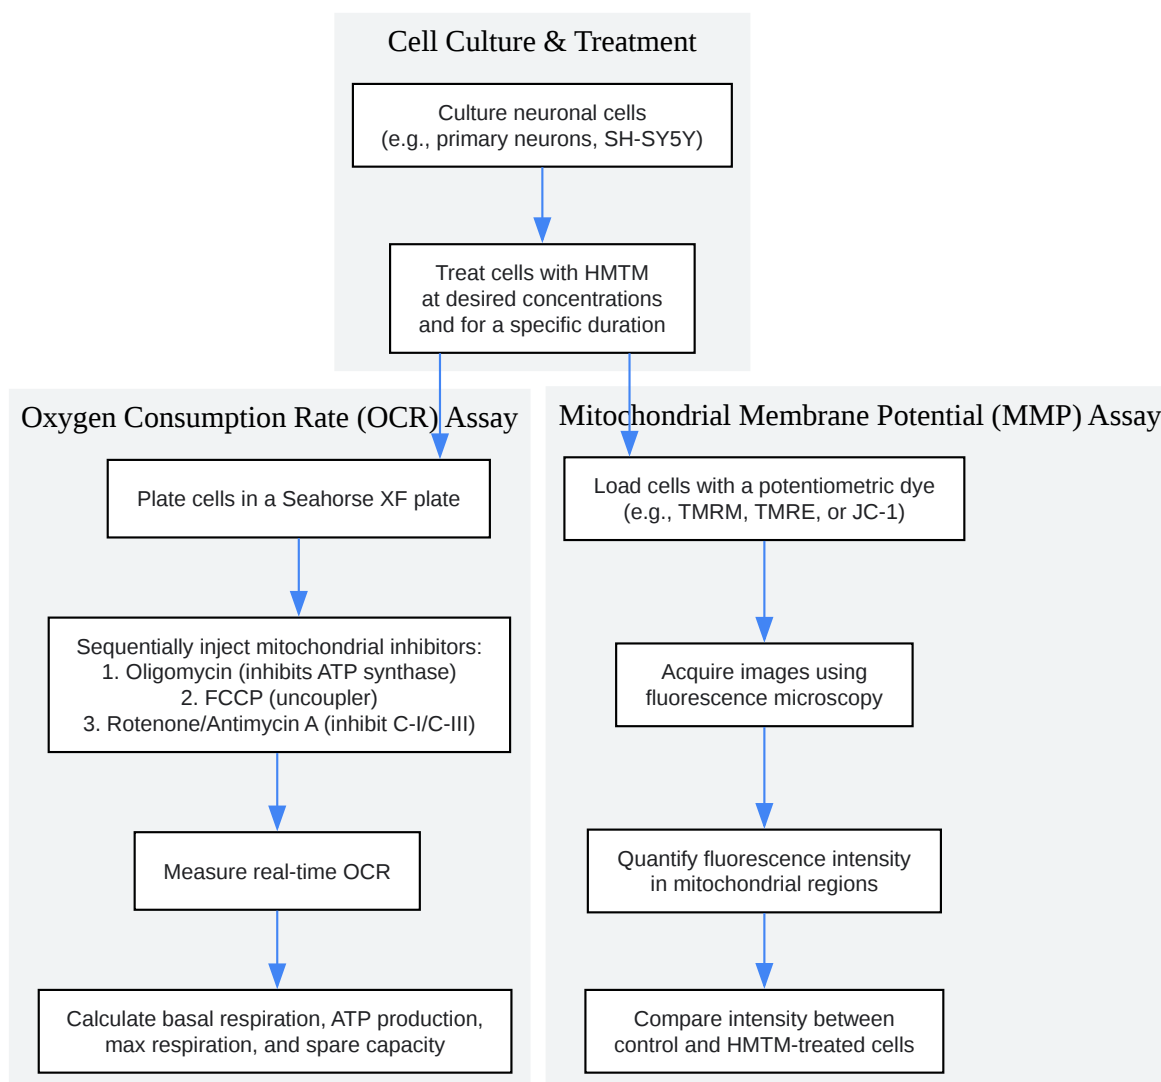 Cell Culture & Treatment
Culture neuronal cells
(e.g., primary neurons, SH-SY5Y)
Treat cells with HMTM
at desired concentrations
and for a specific duration
Oxygen Consumption Rate (OCR) Assay
Plate cells in a Seahorse XF plate
Sequentially inject mitochondrial inhibitors:
1. Oligomycin (inhibits ATP synthase)
2. FCCP (uncoupler)
3. Rotenone/Antimycin A (inhibit C-I/C-III)
Measure real-time OCR
Calculate basal respiration, ATP production,
max respiration, and spare capacity
Mitochondrial Membrane Potential (MMP) Assay
Load cells with a potentiometric dye
(e.g., TMRM, TMRE, or JC-1)
Acquire images using
fluorescence microscopy
Quantify fluorescence intensity
in mitochondrial regions
Compare intensity between
control and HMTM-treated cells